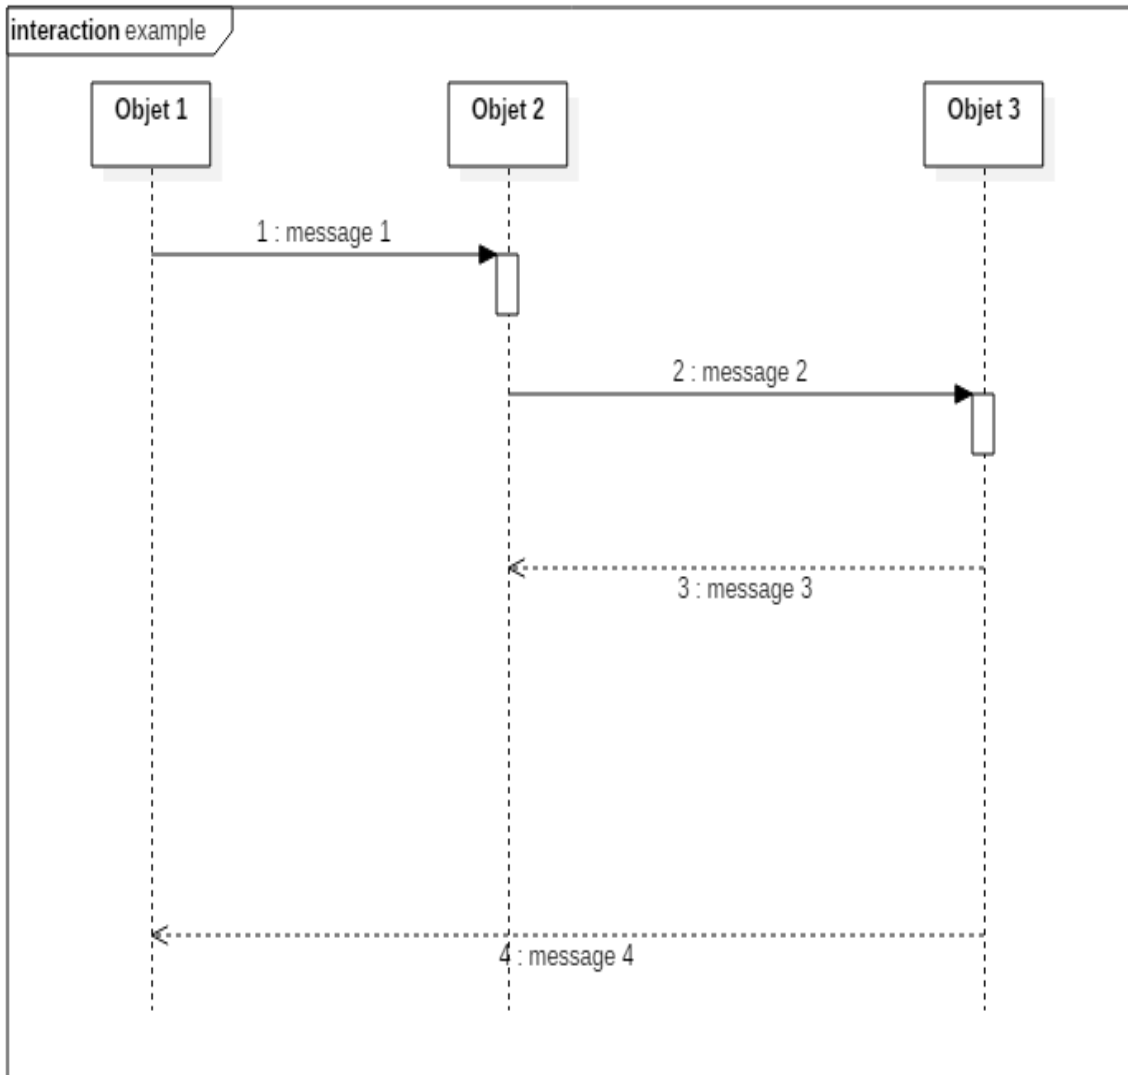 interaction example
Objet 1
Objet 2
Objet 3
1 : message 1
2 : message 2
3 : message 3
4 : message 4